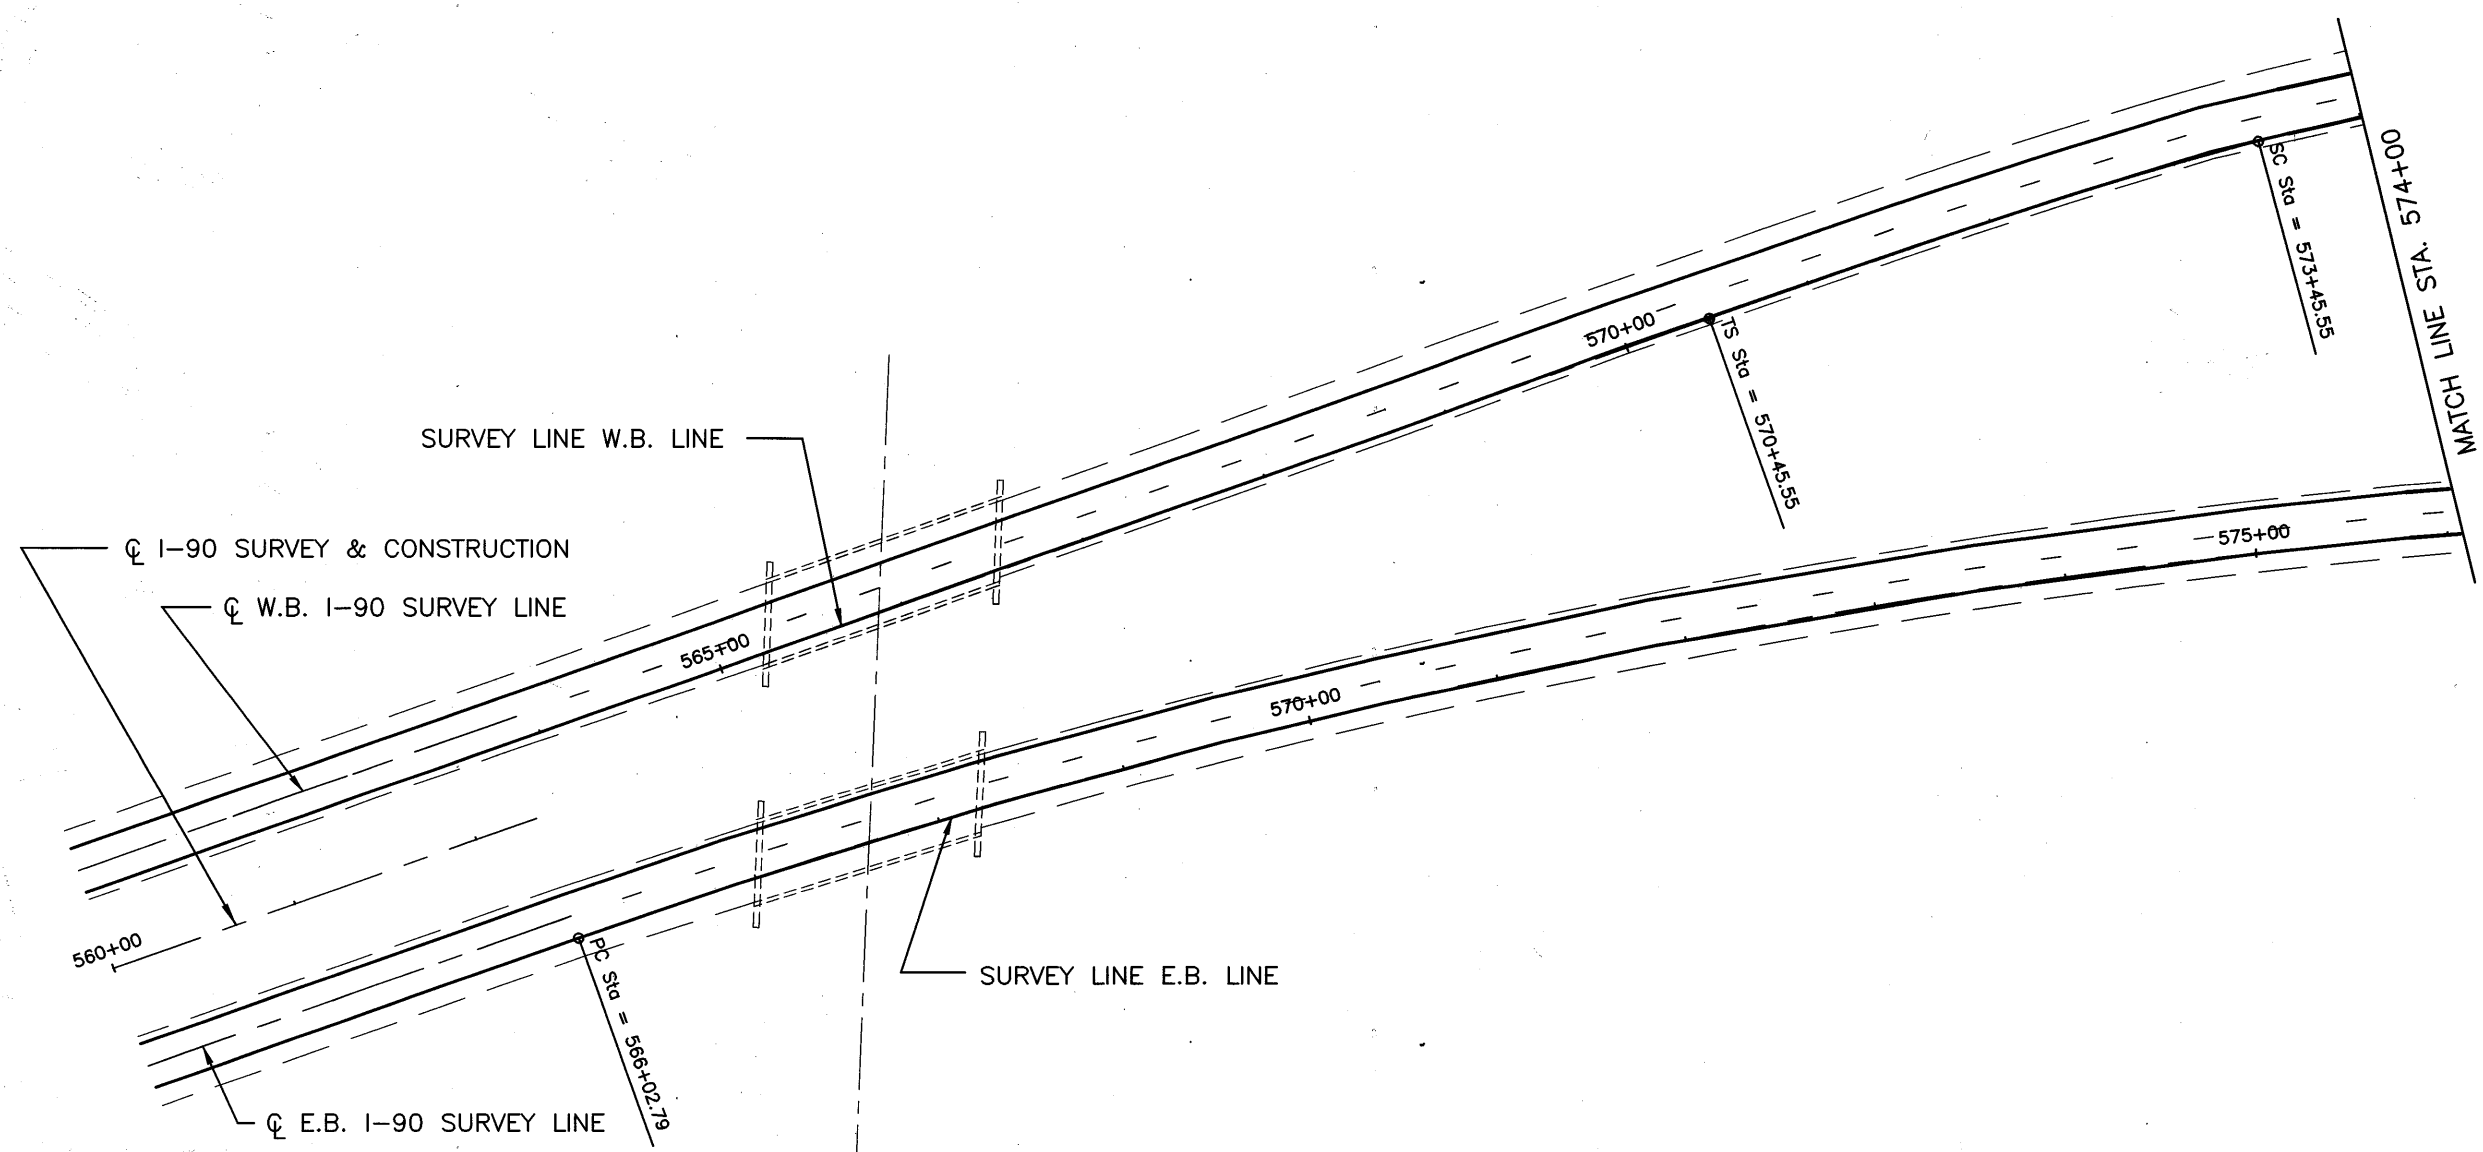 MATCH LINE STA. 574+00
SC Sta = 573+45.55
570+00
TS Sta = 570+45.55
SURVEY LINE W.B. LINE
℄ I-90 SURVEY & CONSTRUCTION
575+00
℄ W.B. I-90 SURVEY LINE
565+00
570+00
560+00
PC Sta = 566+02.79
SURVEY LINE E.B. LINE
℄ E.B. I-90 SURVEY LINE